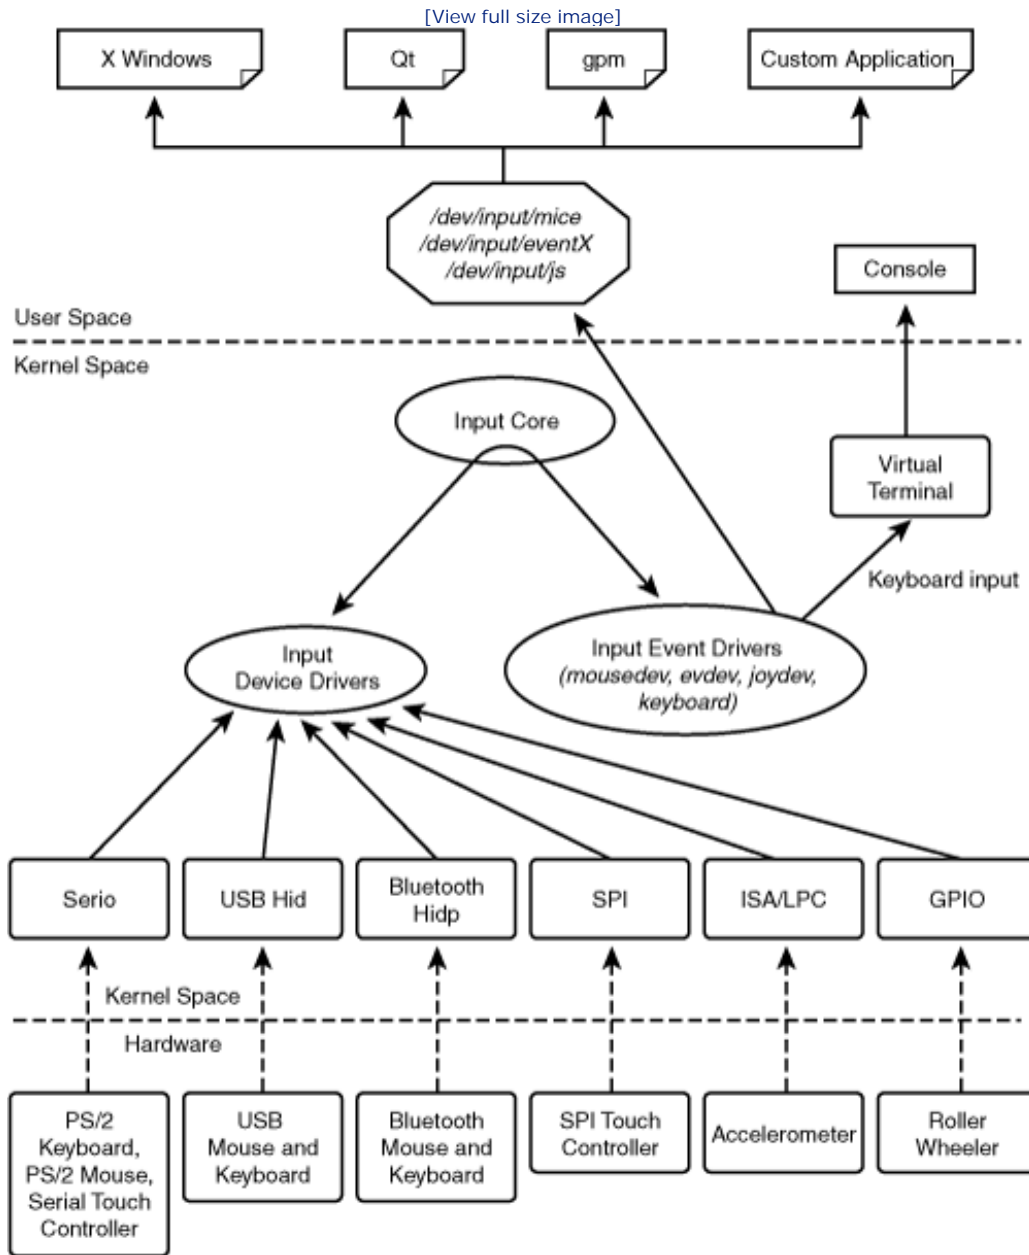 [View full size image]
X Windows
Qt
gpm
Custom Application
/dev/input/mice
/dev/input/eventX
/dev/input/js
Console
User Space
Kernel Space
Input Core
Virtual
Terminal
Keyboard input
Input
Device Drivers
Input Event Drivers
(mousedev, evdev, joydev,
keyboard)
Serio
USB Hid
Bluetooth
Hidp
SPI
ISA/LPC
GPIO
Kernel Space
Hardware
PS/2
Keyboard,
PS/2 Mouse,
Serial Touch
Controller
USB
Mouse and
Keyboard
Bluetooth
Mouse and
Keyboard
SPI Touch
Controller
Accelerometer
Roller
Wheeler